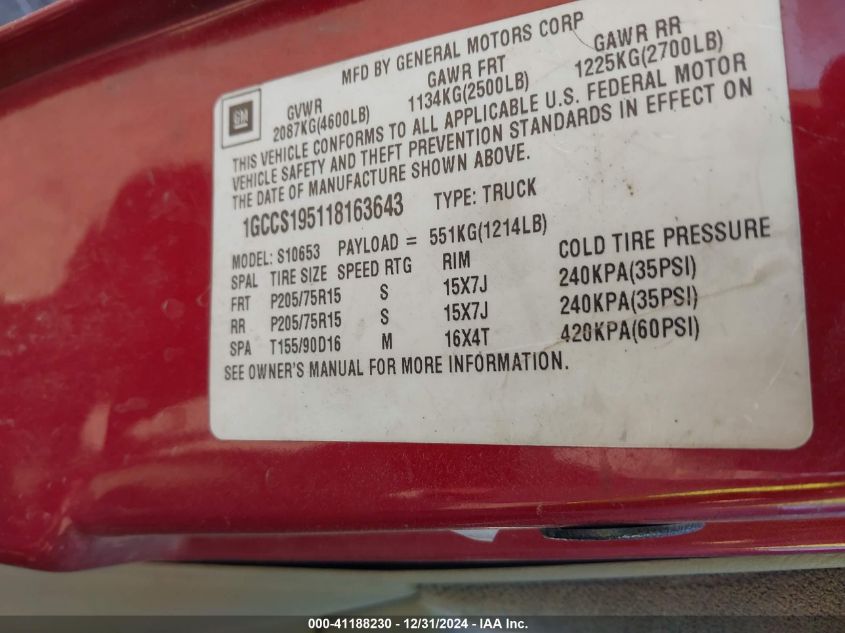 MFD BY GENERAL MOTORS CORP
GM
GVWR GAWR FRT GAWR RR
2087KG(4600LB) 1134KG(2500LB) 1225KG(2700LB)
THIS VEHICLE CONFORMS TO ALL APPLICABLE U.S. FEDERAL MOTOR
VEHICLE SAFETY AND THEFT PREVENTION STANDARDS IN EFFECT ON
THE DATE OF MANUFACTURE SHOWN ABOVE.
1GCCS195118163643 TYPE: TRUCK
MODEL: S10653 PAYLOAD = 551KG(1214LB)
SPAL TIRE SIZE SPEED RTG RIM COLD TIRE PRESSURE
FRT P205/75R15 S 15X7J 240KPA(35PSI)
RR P205/75R15 S 15X7J 240KPA(35PSI)
SPA T155/90D16 M 16X4T 420KPA(60PSI)
SEE OWNER'S MANUAL FOR MORE INFORMATION.
000-41188230 - 12/31/2024 - IAA Inc.